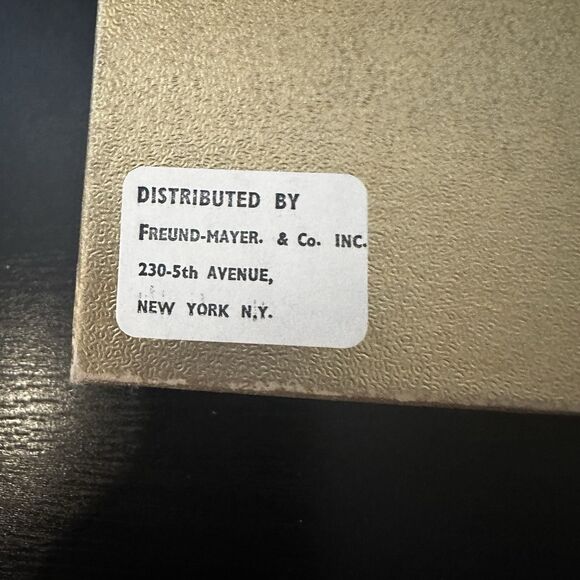 DISTRIBUTED BY
FREUND-MAYER. & Co. INC.
230-5th AVENUE,
NEW YORK N.Y.